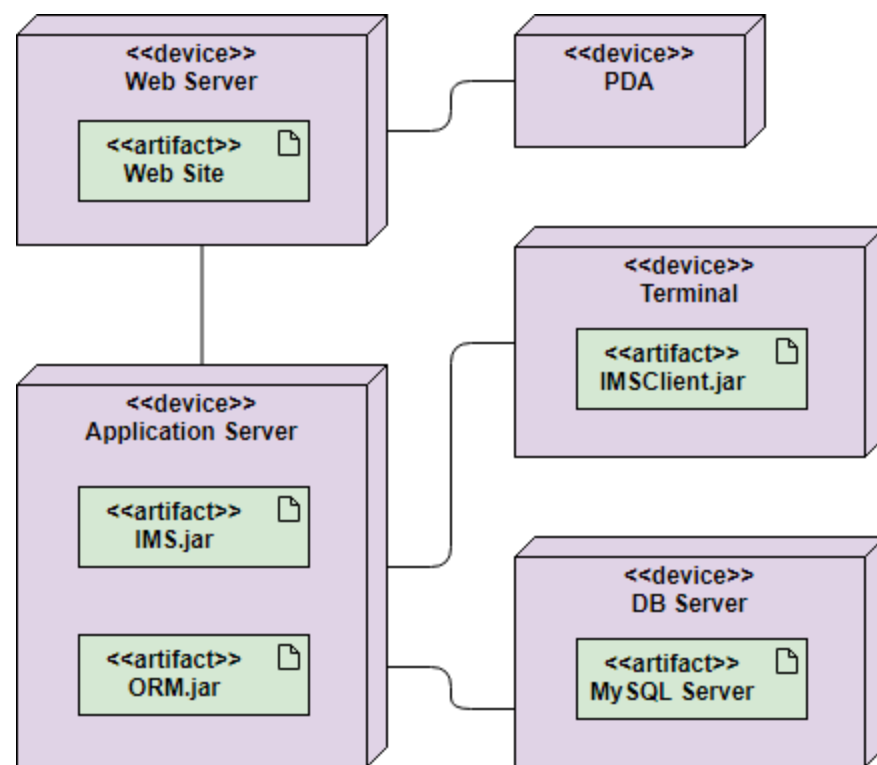 <<device>>
Web Server
<<artifact>>
Web Site
<<device>>
PDA
<<device>>
Terminal
<<artifact>>
IMSClient.jar
<<device>>
Application Server
<<artifact>>
IMS.jar
<<artifact>>
ORM.jar
<<device>>
DB Server
<<artifact>>
MySQL Server